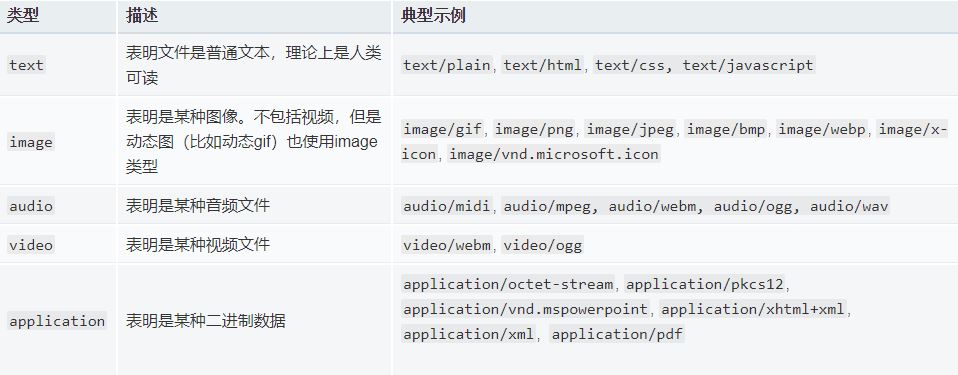 类型 描述 典型示例
text 表明文件是普通文本，理论上是人类 text/plain, text/html, text/css, text/javascript
可读
image 表明是某种图像。不包括视频，但是 image/gif, image/png, image/jpeg, image/bmp, image/webp, image/x-
动态图（比如动态gif）也使用image icon, image/vnd.microsoft.icon
类型
audio 表明是某种音频文件 audio/midi, audio/mpeg, audio/webm, audio/ogg, audio/wav
video 表明是某种视频文件 video/webm, video/ogg
application 表明是某种二进制数据 application/octet-stream, application/pkcs12,
application/vnd.mspowerpoint, application/xhtml+xml,
application/xml, application/pdf